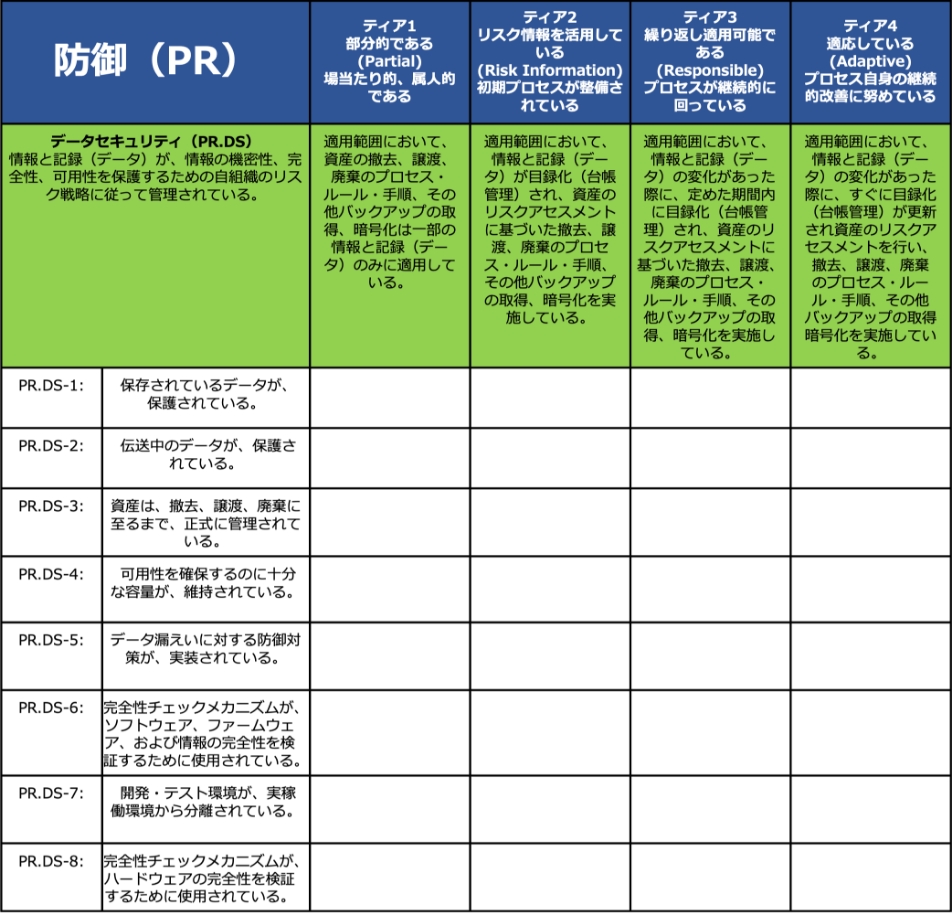 防御（PR）
ティア1
部分的である
(Partial)
場当たり的、属人的
である
ティア2
リスク情報を活用して
いる
(Risk Information)
初期プロセスが整備さ
れている
ティア3
繰り返し適用可能で
ある
(Responsible)
プロセスが継続的に
回っている
ティア4
適応している
(Adaptive)
プロセス自身の継続
的改善に努めている
データセキュリティ（PR.DS）
情報と記録（データ）が、情報の機密性、完
全性、可用性を保護するための自組織のリス
ク戦略に従って管理されている。
適用範囲において、
資産の撤去、譲渡、
廃棄のプロセス・
ルール・手順、その
他バックアップの取
得、暗号化は一部の
情報と記録（デー
タ）のみに適用して
いる。
適用範囲において、
情報と記録（デー
タ）が目録化（台帳
管理）され、資産の
リスクアセスメント
に基づいた撤去、譲
渡、廃棄のプロセ
ス・ルール・手順、
その他バックアップ
の取得、暗号化を実
施している。
適用範囲において、
情報と記録（デー
タ）の変化があった
際に、定めた期間内
に目録化（台帳管
理）され、資産のリ
スクアセスメントに
基づいた撤去、譲渡、
廃棄のプロセス・
ルール・手順、その
他バックアップの取
得、暗号化を実施し
ている。
適用範囲において、
情報と記録（デー
タ）の変化があった
際に、すぐに目録化
（台帳管理）が更新
され資産のリスクア
セスメントを行い、
撤去、譲渡、廃棄
のプロセス・ルー
ル・手順、その他
バックアップの取得
暗号化を実施してい
る。
PR.DS-1:
保存されているデータが、
保護されている。
PR.DS-2:
伝送中のデータが、保護さ
れている。
PR.DS-3:
資産は、撤去、譲渡、廃棄に
至るまで、正式に管理されて
いる。
PR.DS-4:
可用性を確保するのに十分
な容量が、維持されている。
PR.DS-5:
データ漏えいに対する防御対
策が、実装されている。
PR.DS-6:
完全性チェックメカニズムが、
ソフトウェア、ファームウェ
ア、および情報の完全性を検
証するために使用されている。
PR.DS-7:
開発・テスト環境が、実稼
働環境から分離されている。
PR.DS-8:
完全性チェックメカニズムが、
ハードウェアの完全性を検証
するために使用されている。